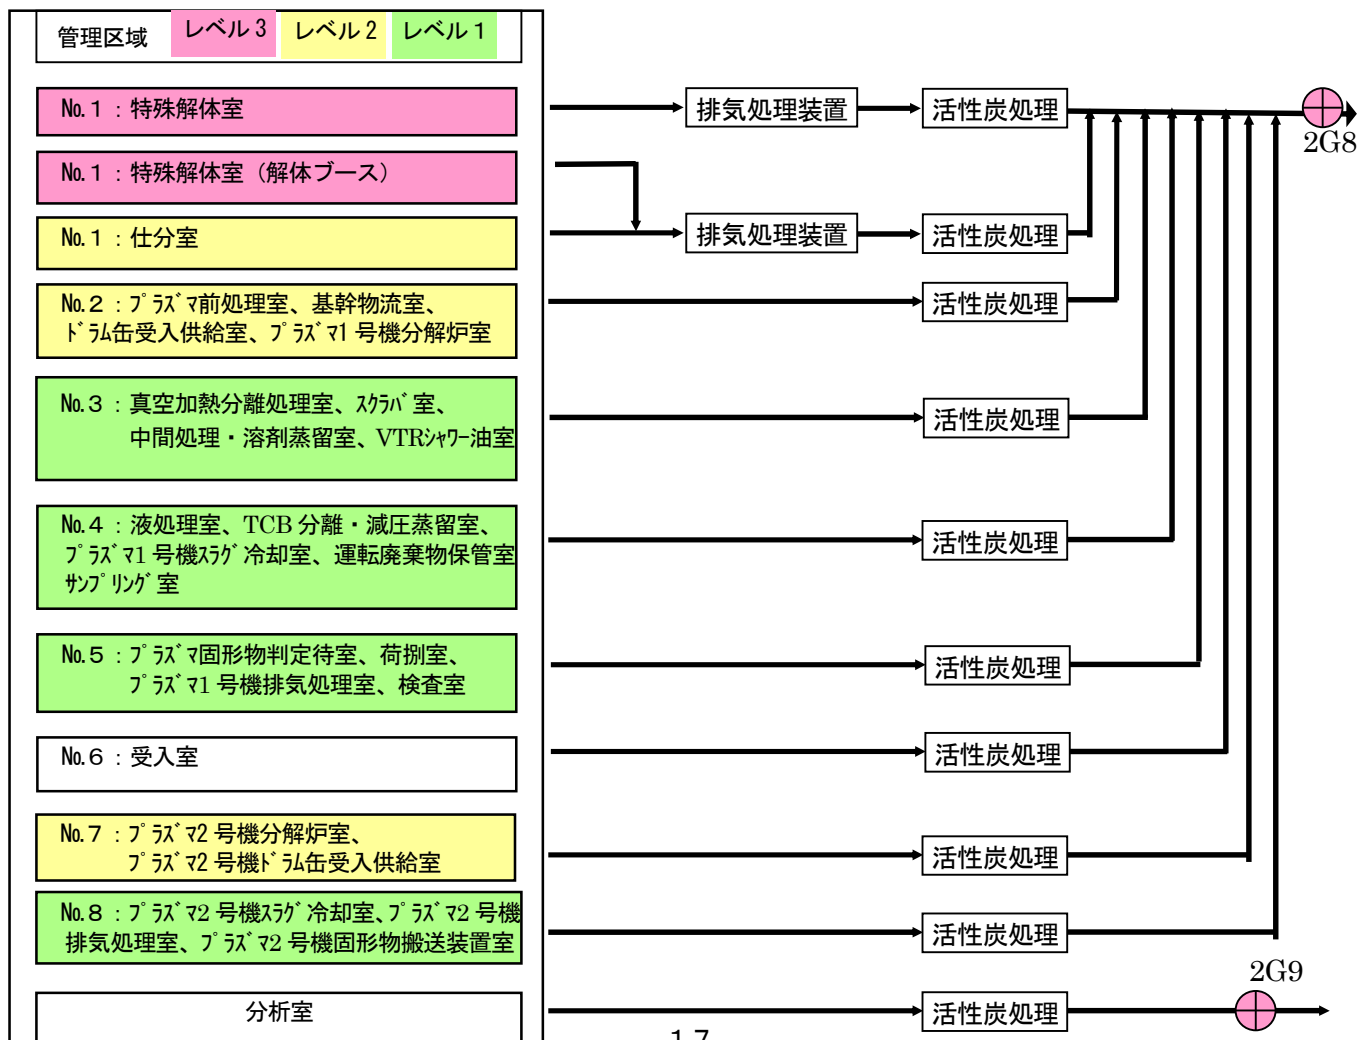 管理区域 レベル3 レベル2 レベル1
No.1：特殊解体室
排気処理装置
活性炭処理
2G8
No.1：特殊解体室（解体ブース）
No.1：仕分室
排気処理装置
活性炭処理
No.2：ﾌﾟﾗｽﾞﾏ前処理室、基幹物流室、
ﾄﾞﾗﾑ缶受入供給室、ﾌﾟﾗｽﾞﾏ1号機分解炉室
活性炭処理
No.3：真空加熱分離処理室、ｽｸﾗﾊﾞ室、
中間処理・溶剤蒸留室、VTRｼｬﾜｰ油室
活性炭処理
No.4：液処理室、TCB分離・減圧蒸留室、
ﾌﾟﾗｽﾞﾏ1号機ｽﾗｸﾞ冷却室、運転廃棄物保管室
ｻﾝﾌﾟﾘﾝｸﾞ室
活性炭処理
No.5：ﾌﾟﾗｽﾞﾏ固形物判定待室、荷捌室、
ﾌﾟﾗｽﾞﾏ1号機排気処理室、検査室
活性炭処理
No.6：受入室
活性炭処理
No.7：ﾌﾟﾗｽﾞﾏ2号機分解炉室、
ﾌﾟﾗｽﾞﾏ2号機ﾄﾞﾗﾑ缶受入供給室
活性炭処理
No.8：ﾌﾟﾗｽﾞﾏ2号機ｽﾗｸﾞ冷却室、ﾌﾟﾗｽﾞﾏ2号機
排気処理室、ﾌﾟﾗｽﾞﾏ2号機固形物搬送装置室
活性炭処理
2G9
分析室
活性炭処理
17